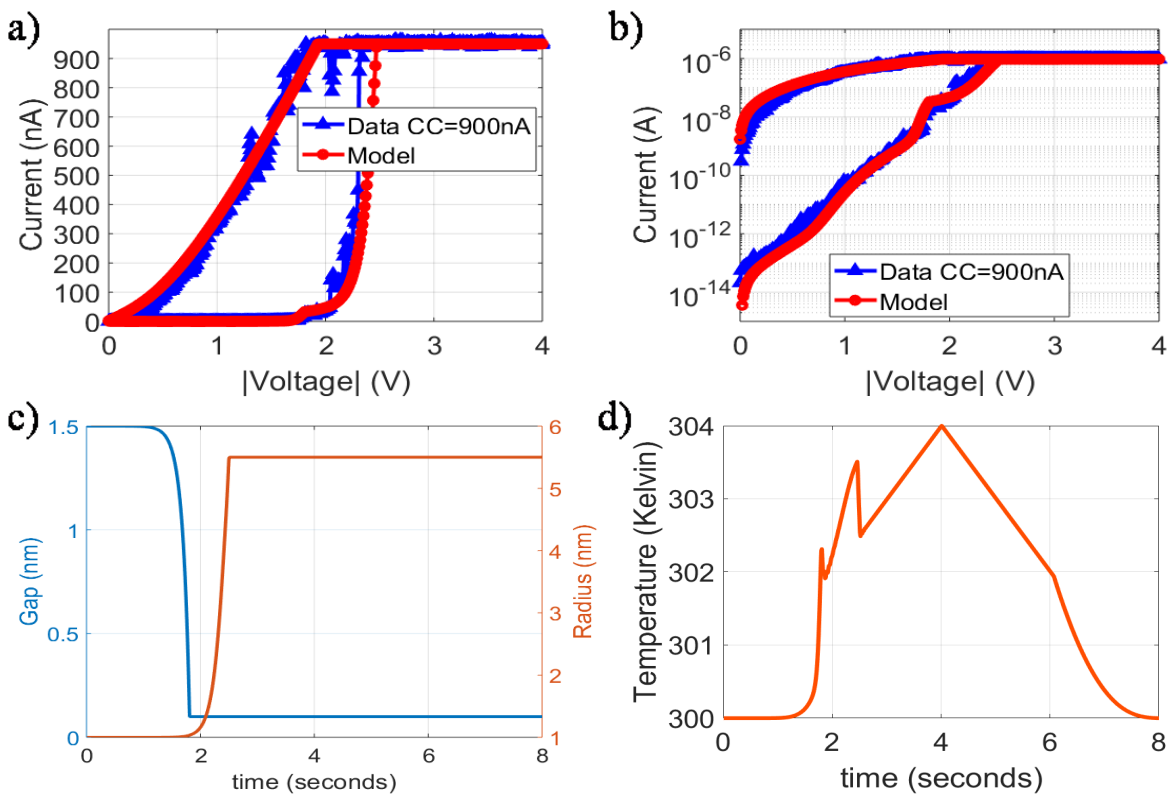 a)
900
800
700
600
500
400
300
200
100
0
Current (nA)
Data CC=900nA
Model
0 1 2 3 4
|Voltage| (V)
b)
10⁻⁶
10⁻⁸
10⁻¹⁰
10⁻¹²
10⁻¹⁴
Current (A)
Data CC=900nA
Model
0 1 2 3 4
|Voltage| (V)
c)
1.5
1
0.5
0
Gap (nm)
6
5
4
3
2
1
Radius (nm)
0 2 4 6 8
time (seconds)
d)
304
303
302
301
300
Temperature (Kelvin)
0 2 4 6 8
time (seconds)